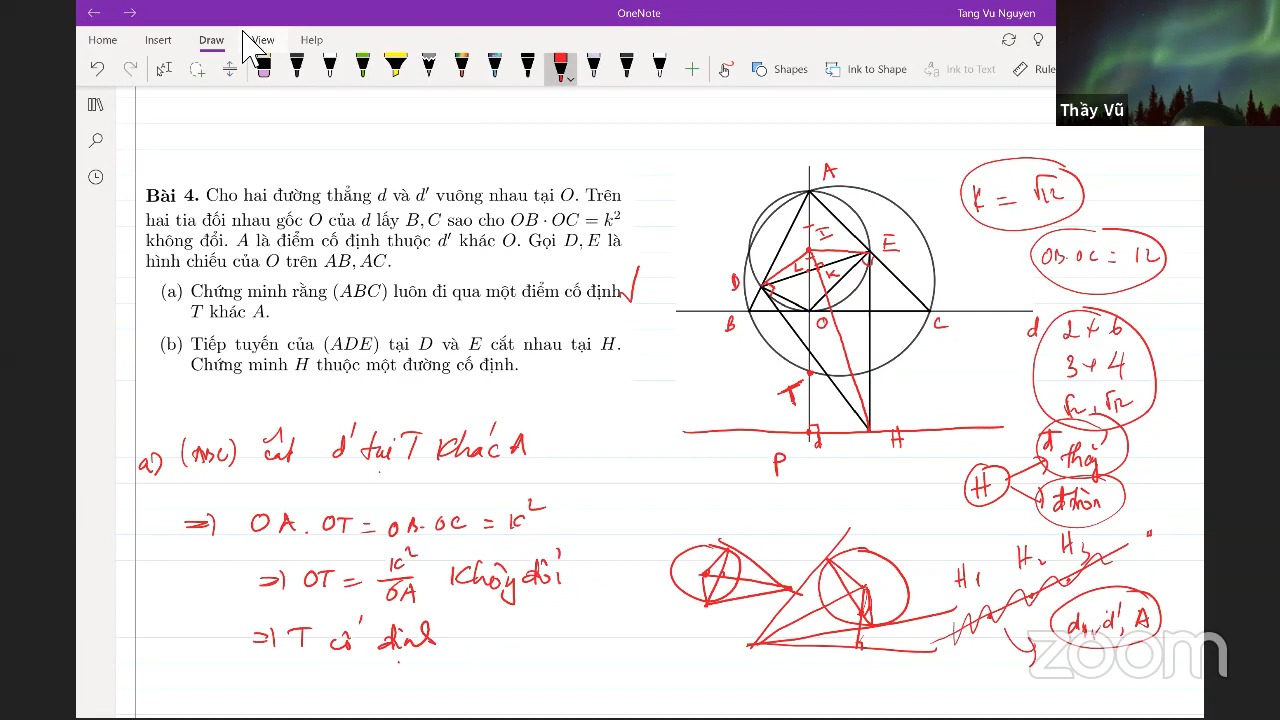 OneNote
Tang Vu Nguyen
Home Insert Draw View Help
Shapes Ink to Shape Ink to Text Rule
Thầy Vũ
Bài 4. Cho hai đường thẳng d và d′ vuông nhau tại O. Trên
hai tia đối nhau gốc O của d lấy B, C sao cho OB · OC = k²
không đổi. A là điểm cố định thuộc d′ khác O. Gọi D, E là
hình chiếu của O trên AB, AC.
(a) Chứng minh rằng (ABC) luôn đi qua một điểm cố định
T khác A.
(b) Tiếp tuyến của (ADE) tại D và E cắt nhau tại H.
Chứng minh H thuộc một đường cố định.
A
I
E
L
K
D
B
O
C
d
T
H
P
K = √12
OB·OC = 12
2 + 6
3 + 4
√12 + √12
H
đ thẳng
đ tròn
a) (ABC) cắt d' tại T khác A
=> OA . OT = OB . OC = K²
=> OT = K²/OA không đổi
=> T cố định
H₁ H₂ H₃
d, d', A
zoom